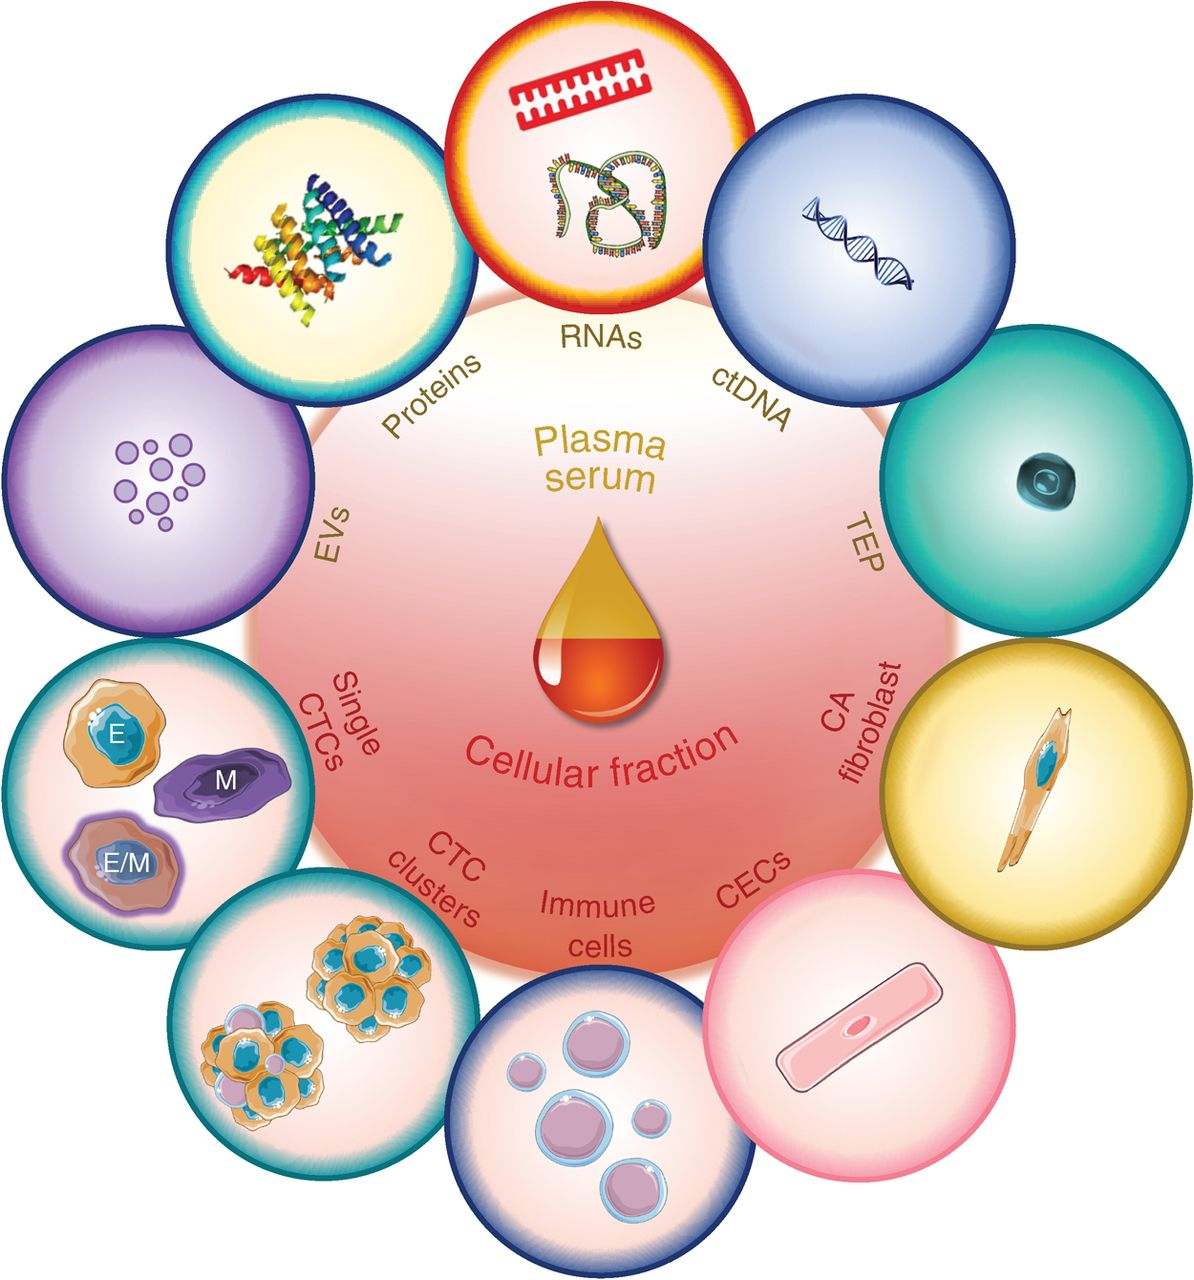 RNAs
Proteins
ctDNA
Plasma
serum
EVs
TEP
Single
CTCs
CA
fibroblast
Cellular fraction
E
M
E/M
CTC
clusters
Immune
cells
CECs